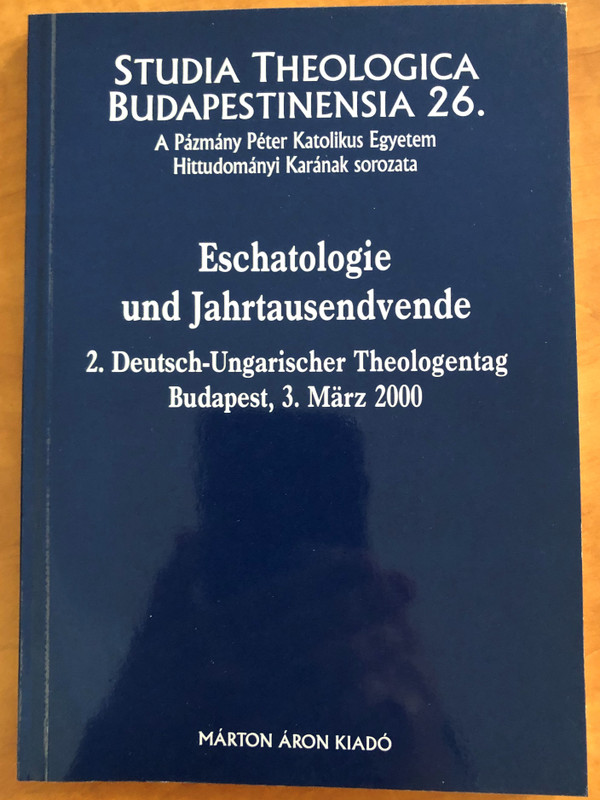 STUDIA THEOLOGICA
BUDAPESTINENSIA 26.
A Pázmány Péter Katolikus Egyetem
Hittudományi Karának sorozata
Eschatologie
und Jahrtausendvende
2. Deutsch-Ungarischer Theologentag
Budapest, 3. März 2000
MÁRTON ÁRON KIADÓ